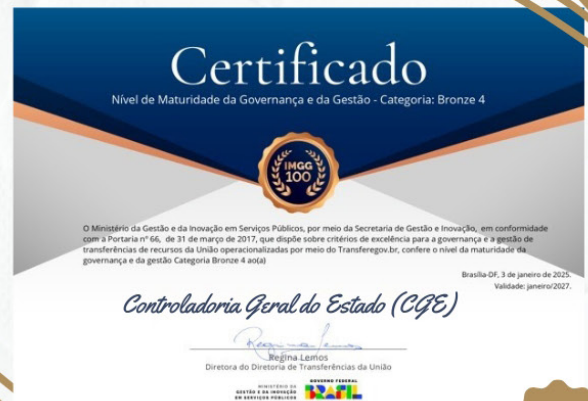 Certificado
Nível de Maturidade da Governança e da Gestão - Categoria: Bronze 4
IMGG
100
O Ministério da Gestão e da Inovação em Serviços Públicos, por meio da Secretaria de Gestão e Inovação, em conformidade
com a Portaria nº 66, de 31 de março de 2017, que dispõe sobre critérios de excelência para a governança e a gestão de
transferências de recursos da União operacionalizadas por meio do Transferegov.br, confere o nível da maturidade da
governança e da gestão Categoria Bronze 4 ao(a)
Brasília-DF, 3 de janeiro de 2025.
Validade: janeiro/2027.
Controladoria Geral do Estado (CGE)
Regina Lemos
Regina Lemos
Diretora do Diretoria de Transferências da União
MINISTÉRIO DA
GESTÃO E DA INOVAÇÃO
EM SERVIÇOS PÚBLICOS
GOVERNO FEDERAL
BRASIL